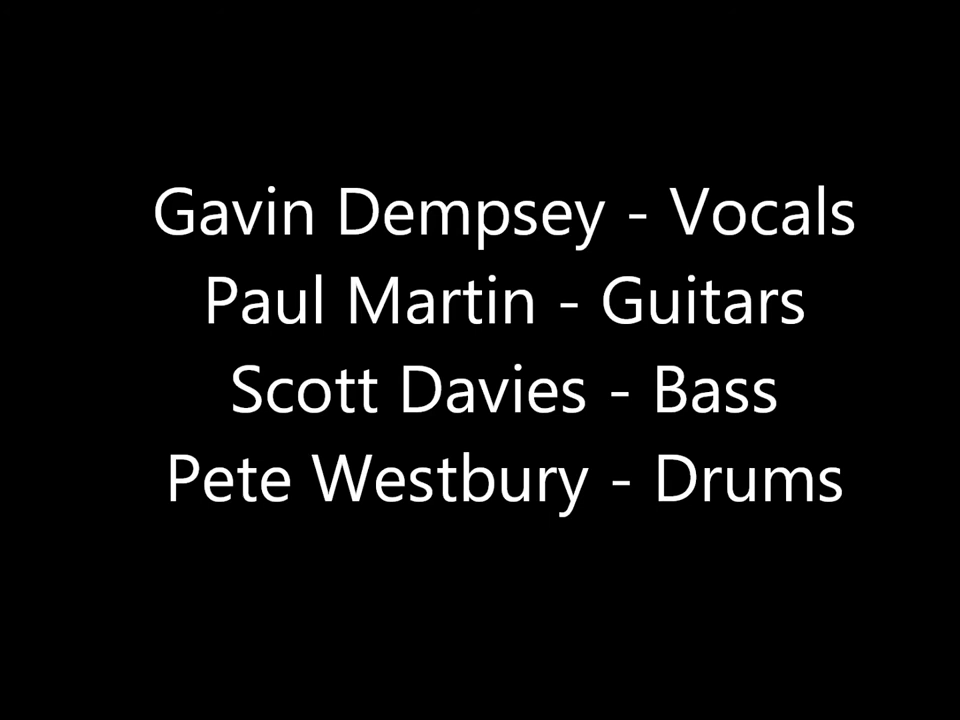 Gavin Dempsey - Vocals
Paul Martin - Guitars
Scott Davies - Bass
Pete Westbury - Drums